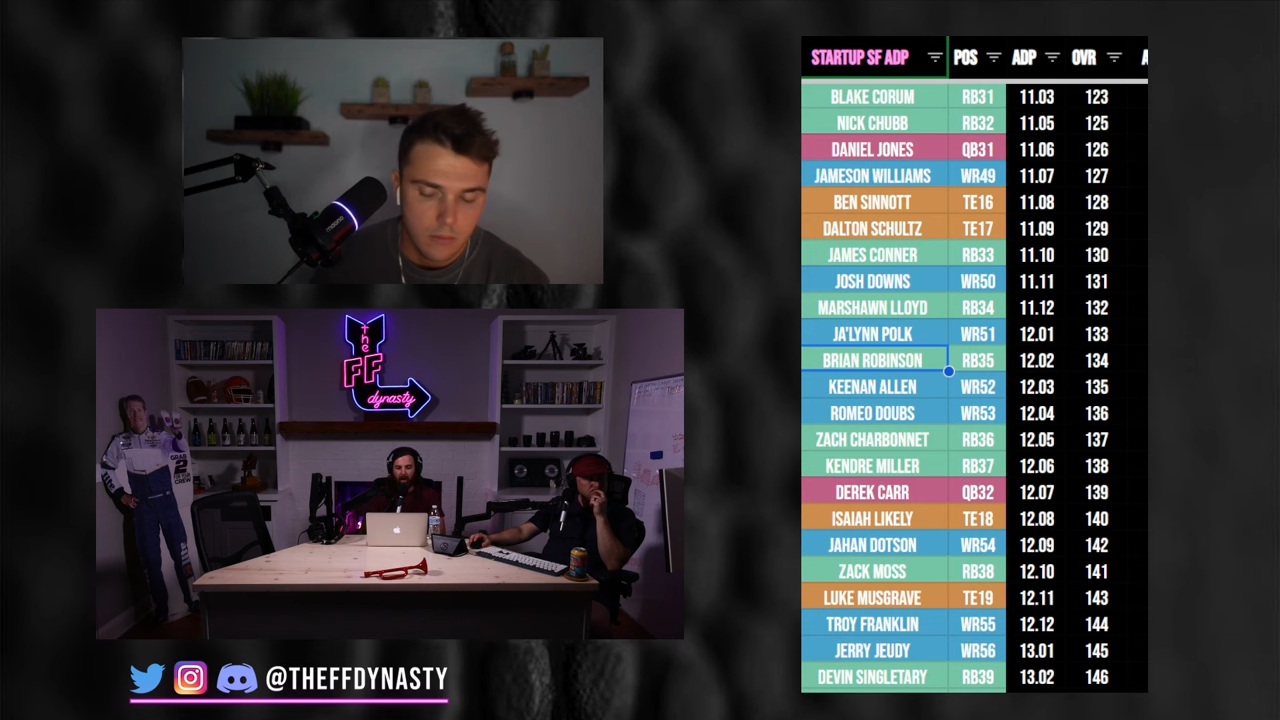 STARTUP SF ADP POS ADP OVR
BLAKE CORUM RB31 11.03 123
NICK CHUBB RB32 11.05 125
DANIEL JONES QB31 11.06 126
JAMESON WILLIAMS WR49 11.07 127
BEN SINNOTT TE16 11.08 128
DALTON SCHULTZ TE17 11.09 129
JAMES CONNER RB33 11.10 130
JOSH DOWNS WR50 11.11 131
MARSHAWN LLOYD RB34 11.12 132
JA'LYNN POLK WR51 12.01 133
BRIAN ROBINSON RB35 12.02 134
KEENAN ALLEN WR52 12.03 135
ROMEO DOUBS WR53 12.04 136
ZACH CHARBONNET RB36 12.05 137
KENDRE MILLER RB37 12.06 138
DEREK CARR QB32 12.07 139
ISAIAH LIKELY TE18 12.08 140
JAHAN DOTSON WR54 12.09 142
ZACK MOSS RB38 12.10 141
LUKE MUSGRAVE TE19 12.11 143
TROY FRANKLIN WR55 12.12 144
JERRY JEUDY WR56 13.01 145
DEVIN SINGLETARY RB39 13.02 146
the
FF
dynasty
GRAB
2
CREW
@THEFFDYNASTY